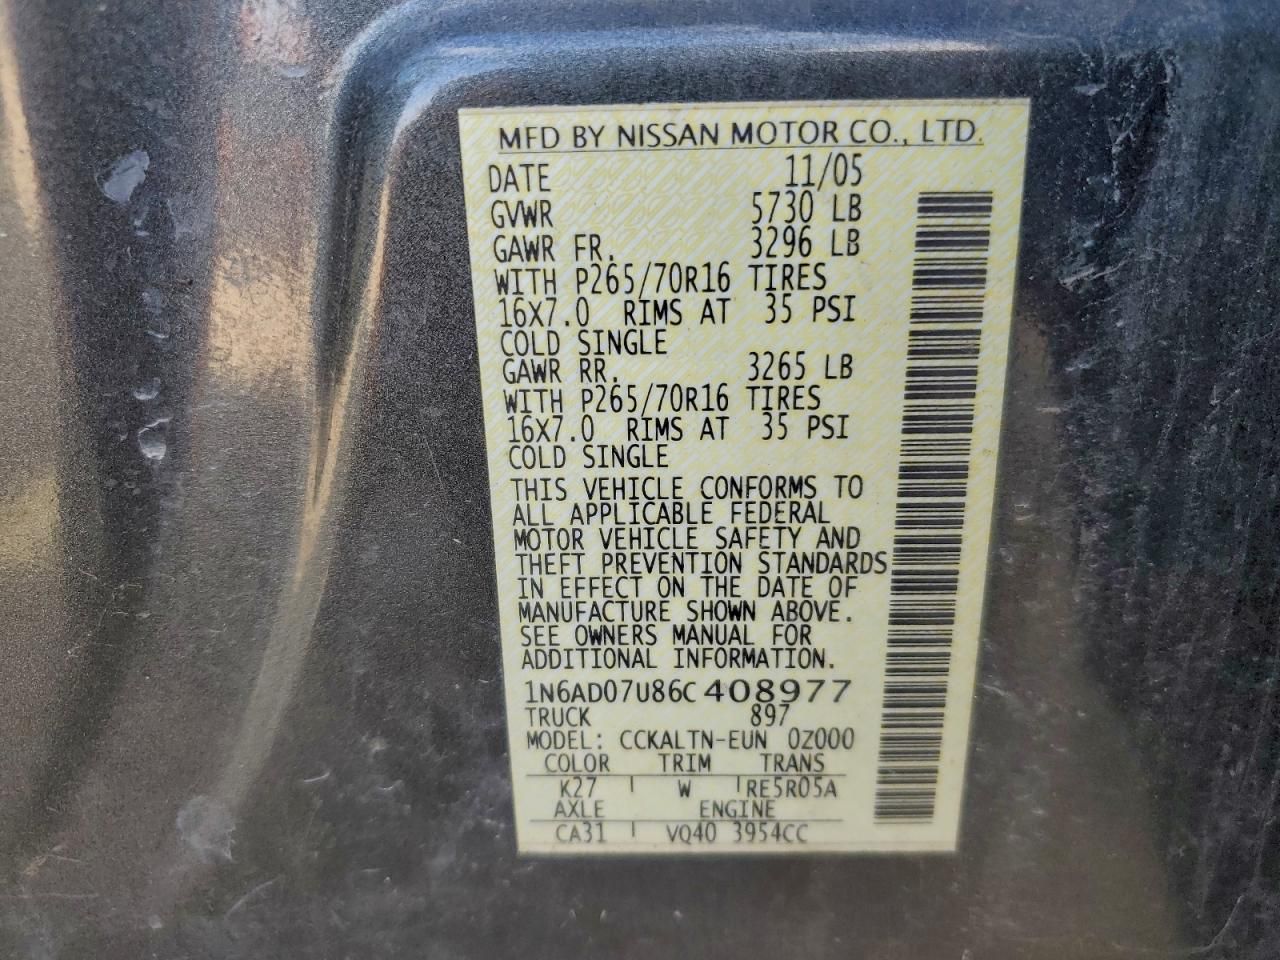 MFD BY NISSAN MOTOR CO., LTD.
DATE 11/05
GVWR 5730 LB
GAWR FR. 3296 LB
WITH P265/70R16 TIRES
16X7.0 RIMS AT 35 PSI
COLD SINGLE
GAWR RR. 3265 LB
WITH P265/70R16 TIRES
16X7.0 RIMS AT 35 PSI
COLD SINGLE
THIS VEHICLE CONFORMS TO
ALL APPLICABLE FEDERAL
MOTOR VEHICLE SAFETY AND
THEFT PREVENTION STANDARDS
IN EFFECT ON THE DATE OF
MANUFACTURE SHOWN ABOVE.
SEE OWNERS MANUAL FOR
ADDITIONAL INFORMATION.
1N6AD07U86C408977
TRUCK 897
MODEL: CCKALTN-EUN 0Z000
COLOR TRIM TRANS
K27 W RE5R05A
AXLE ENGINE
CA31 VQ40 3954CC